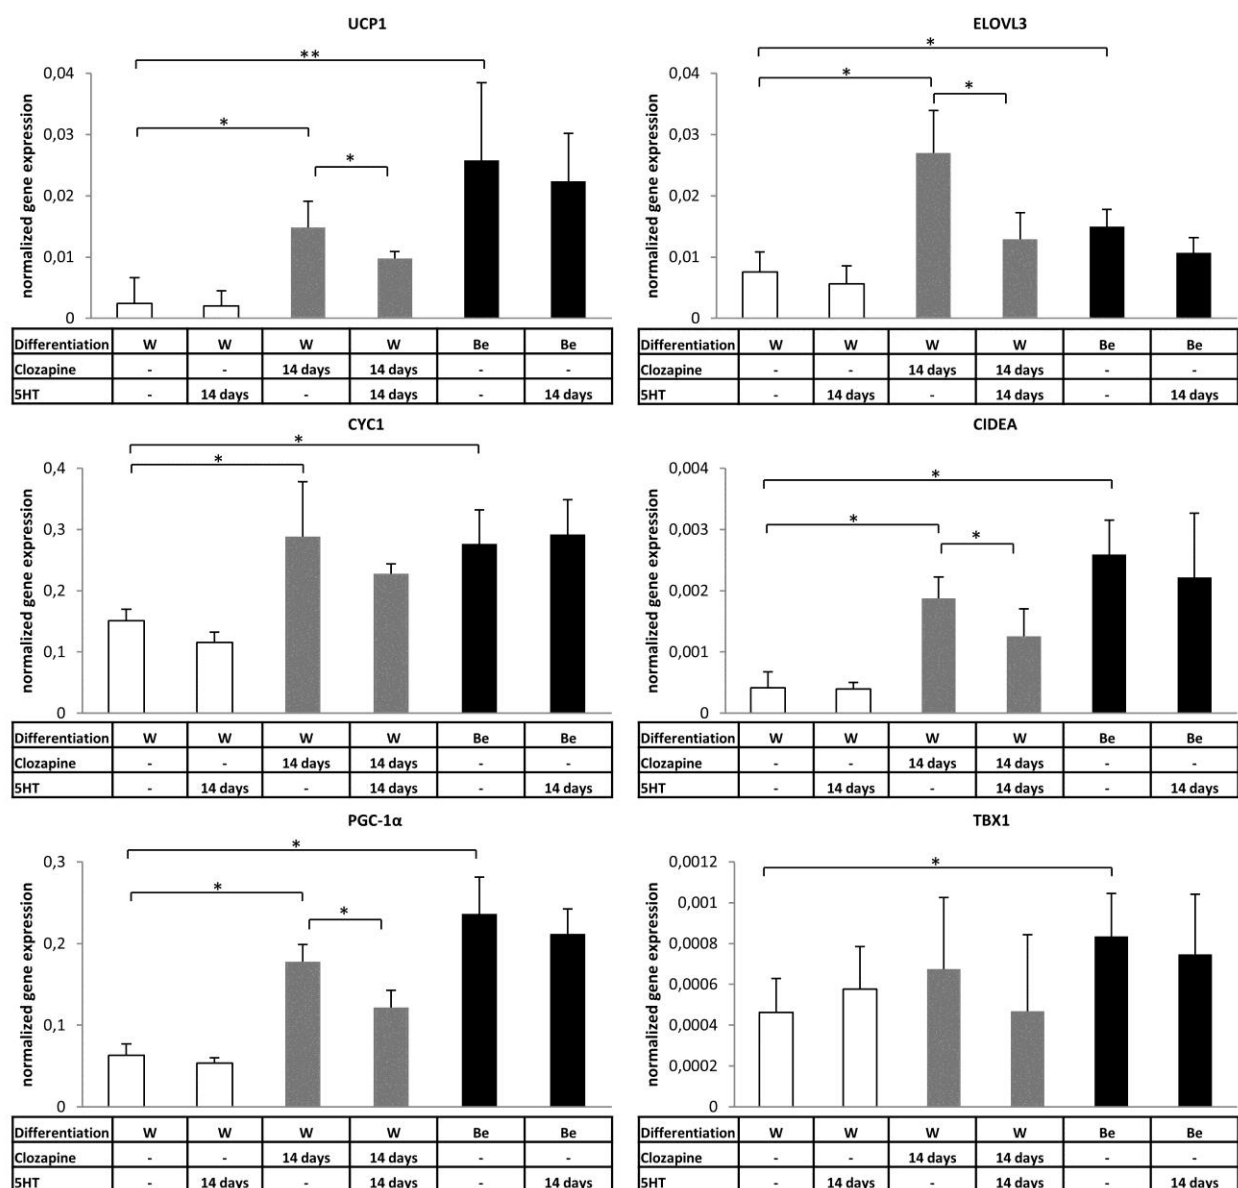 UCP1
**
*
*
normalized gene expression
0,04
0,03
0,02
0,01
0
Differentiation W W W W Be Be
Clozapine - - 14 days 14 days - -
5HT - 14 days - 14 days - 14 days
ELOVL3
*
*
*
normalized gene expression
0,04
0,03
0,02
0,01
0
Differentiation W W W W Be Be
Clozapine - - 14 days 14 days - -
5HT - 14 days - 14 days - 14 days
CYC1
*
*
normalized gene expression
0,4
0,3
0,2
0,1
0
Differentiation W W W W Be Be
Clozapine - - 14 days 14 days - -
5HT - 14 days - 14 days - 14 days
CIDEA
*
*
*
normalized gene expression
0,004
0,003
0,002
0,001
0
Differentiation W W W W Be Be
Clozapine - - 14 days 14 days - -
5HT - 14 days - 14 days - 14 days
PGC-1α
*
*
*
normalized gene expression
0,3
0,2
0,1
0
Differentiation W W W W Be Be
Clozapine - - 14 days 14 days - -
5HT - 14 days - 14 days - 14 days
TBX1
*
normalized gene expression
0,0012
0,001
0,0008
0,0006
0,0004
0,0002
0
Differentiation W W W W Be Be
Clozapine - - 14 days 14 days - -
5HT - 14 days - 14 days - 14 days